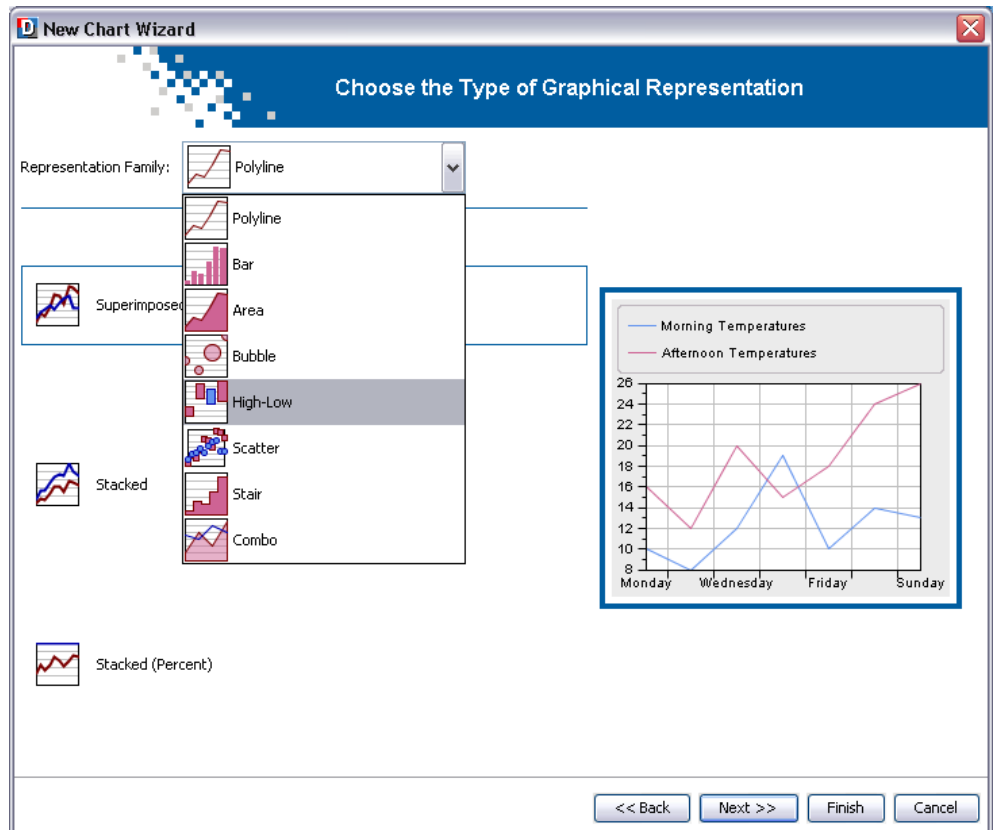 New Chart Wizard
Choose the Type of Graphical Representation
Representation Family:
Polyline
Polyline
Bar
Area
Bubble
High-Low
Scatter
Stair
Combo
Superimposed
Stacked
Stacked (Percent)
Morning Temperatures
Afternoon Temperatures
26
24
22
20
18
16
14
12
10
8
Monday Wednesday Friday Sunday
<< Back Next >> Finish Cancel